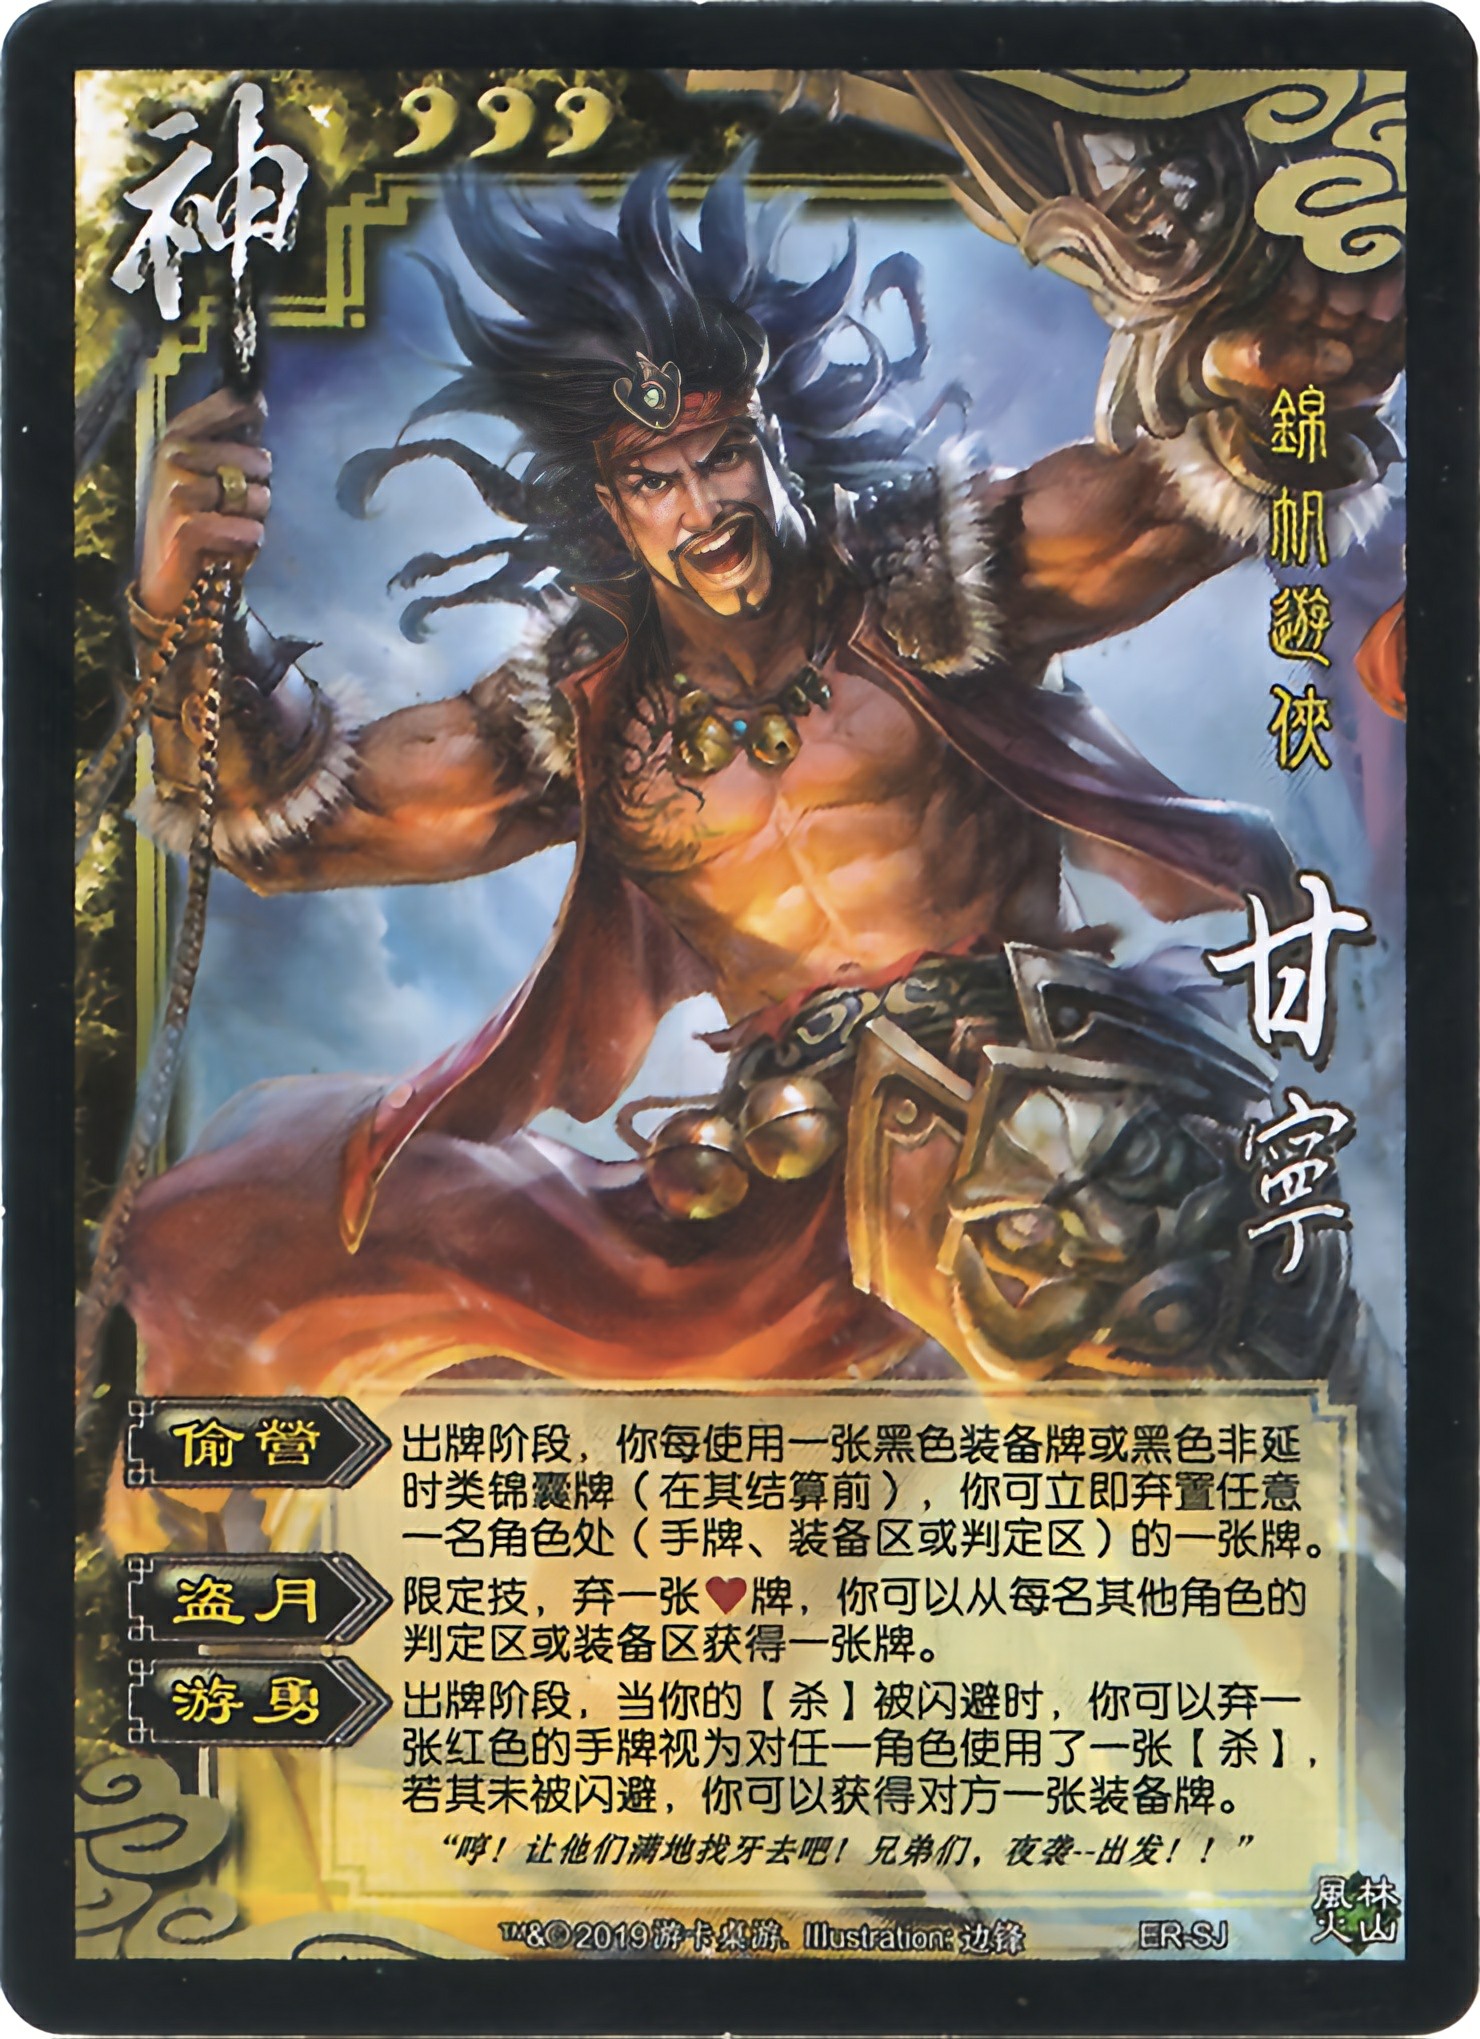 神
錦帆遊俠
甘寧
偷營
出牌阶段，你每使用一张黑色装备牌或黑色非延
时类锦囊牌（在其结算前），你可立即弃置任意
一名角色处（手牌、装备区或判定区）的一张牌。
盗月
限定技，弃一张♥牌，你可以从每名其他角色的
判定区或装备区获得一张牌。
游勇
出牌阶段，当你的【杀】被闪避时，你可以弃一
张红色的手牌视为对任一角色使用了一张【杀】，
若其未被闪避，你可以获得对方一张装备牌。
“哼！让他们满地找牙去吧！兄弟们，夜袭--出发！！”
™&©2019游卡桌游. Illustration: 边锋
ER-SJ
風林
火山